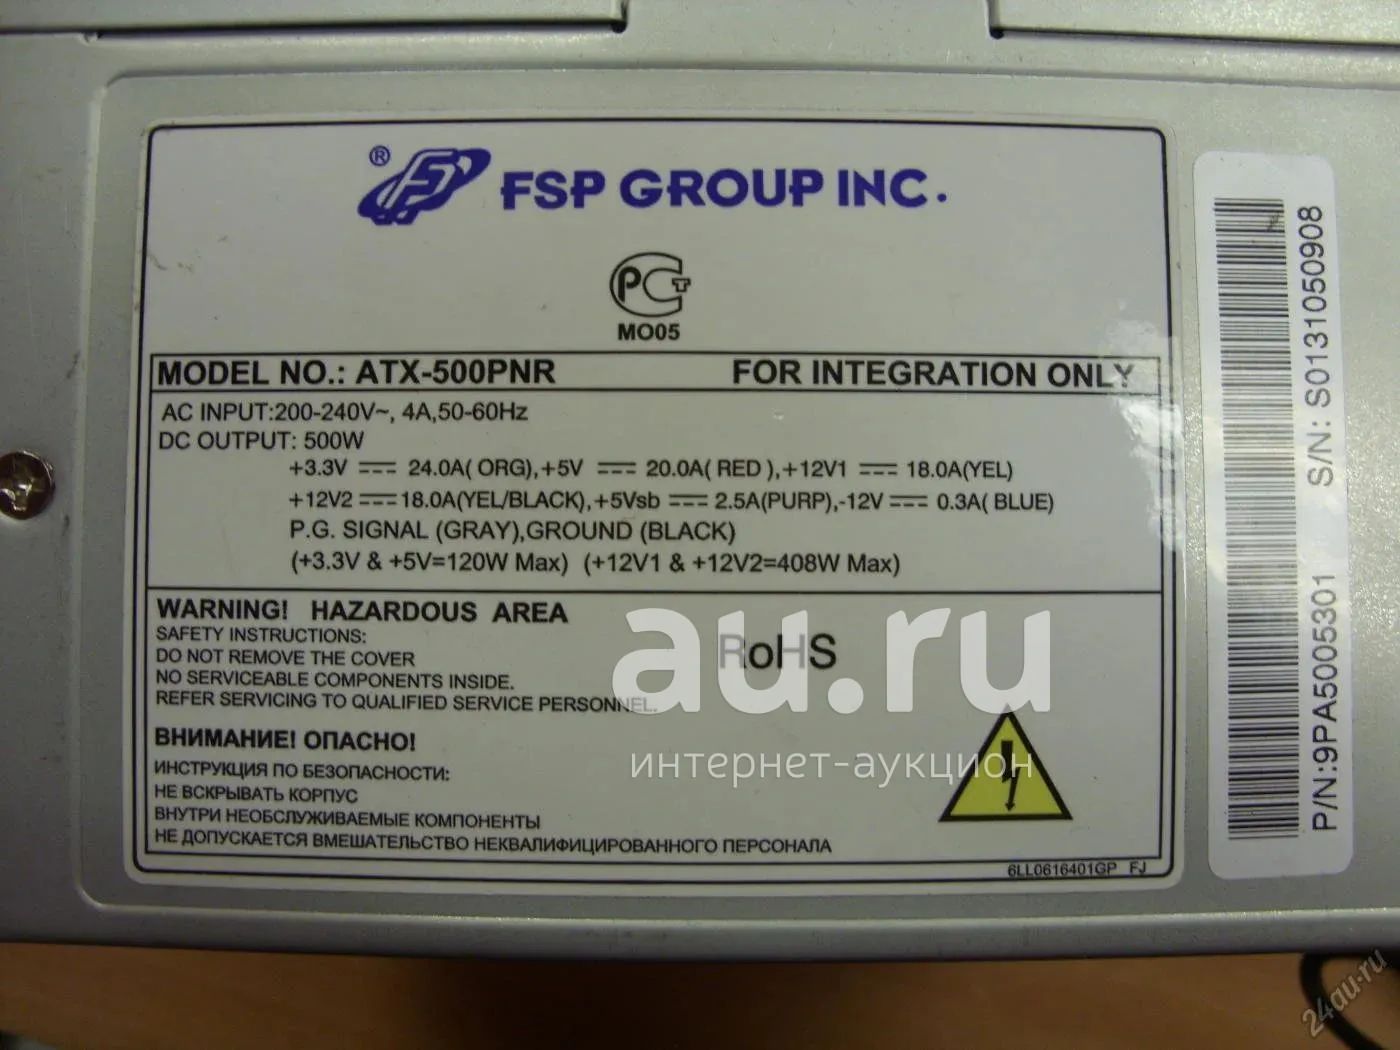 ® FSP GROUP INC.
РСТ
МО05
MODEL NO.: ATX-500PNR FOR INTEGRATION ONLY
AC INPUT:200-240V~, 4A,50-60Hz
DC OUTPUT: 500W
+3.3V ⎓ 24.0A( ORG),+5V ⎓ 20.0A( RED ),+12V1 ⎓ 18.0A(YEL)
+12V2 ⎓ 18.0A(YEL/BLACK),+5Vsb ⎓ 2.5A(PURP),-12V ⎓ 0.3A( BLUE)
P.G. SIGNAL (GRAY),GROUND (BLACK)
(+3.3V & +5V=120W Max) (+12V1 & +12V2=408W Max)
WARNING! HAZARDOUS AREA
SAFETY INSTRUCTIONS:
DO NOT REMOVE THE COVER
NO SERVICEABLE COMPONENTS INSIDE.
REFER SERVICING TO QUALIFIED SERVICE PERSONNEL.
RoHS
ВНИМАНИЕ! ОПАСНО!
ИНСТРУКЦИЯ ПО БЕЗОПАСНОСТИ:
НЕ ВСКРЫВАТЬ КОРПУС
ВНУТРИ НЕОБСЛУЖИВАЕМЫЕ КОМПОНЕНТЫ
НЕ ДОПУСКАЕТСЯ ВМЕШАТЕЛЬСТВО НЕКВАЛИФИЦИРОВАННОГО ПЕРСОНАЛА
6LL0616401GP FJ
P/N:9PA5005301 S/N: S0131050908
au.ru
интернет-аукцион
24au.ru